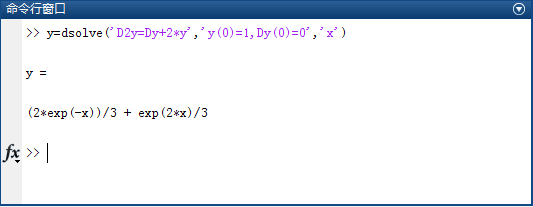 命令行窗口
>> y=dsolve('D2y=Dy+2*y','y(0)=1,Dy(0)=0','x')
y =
(2*exp(-x))/3 + exp(2*x)/3
fx >>